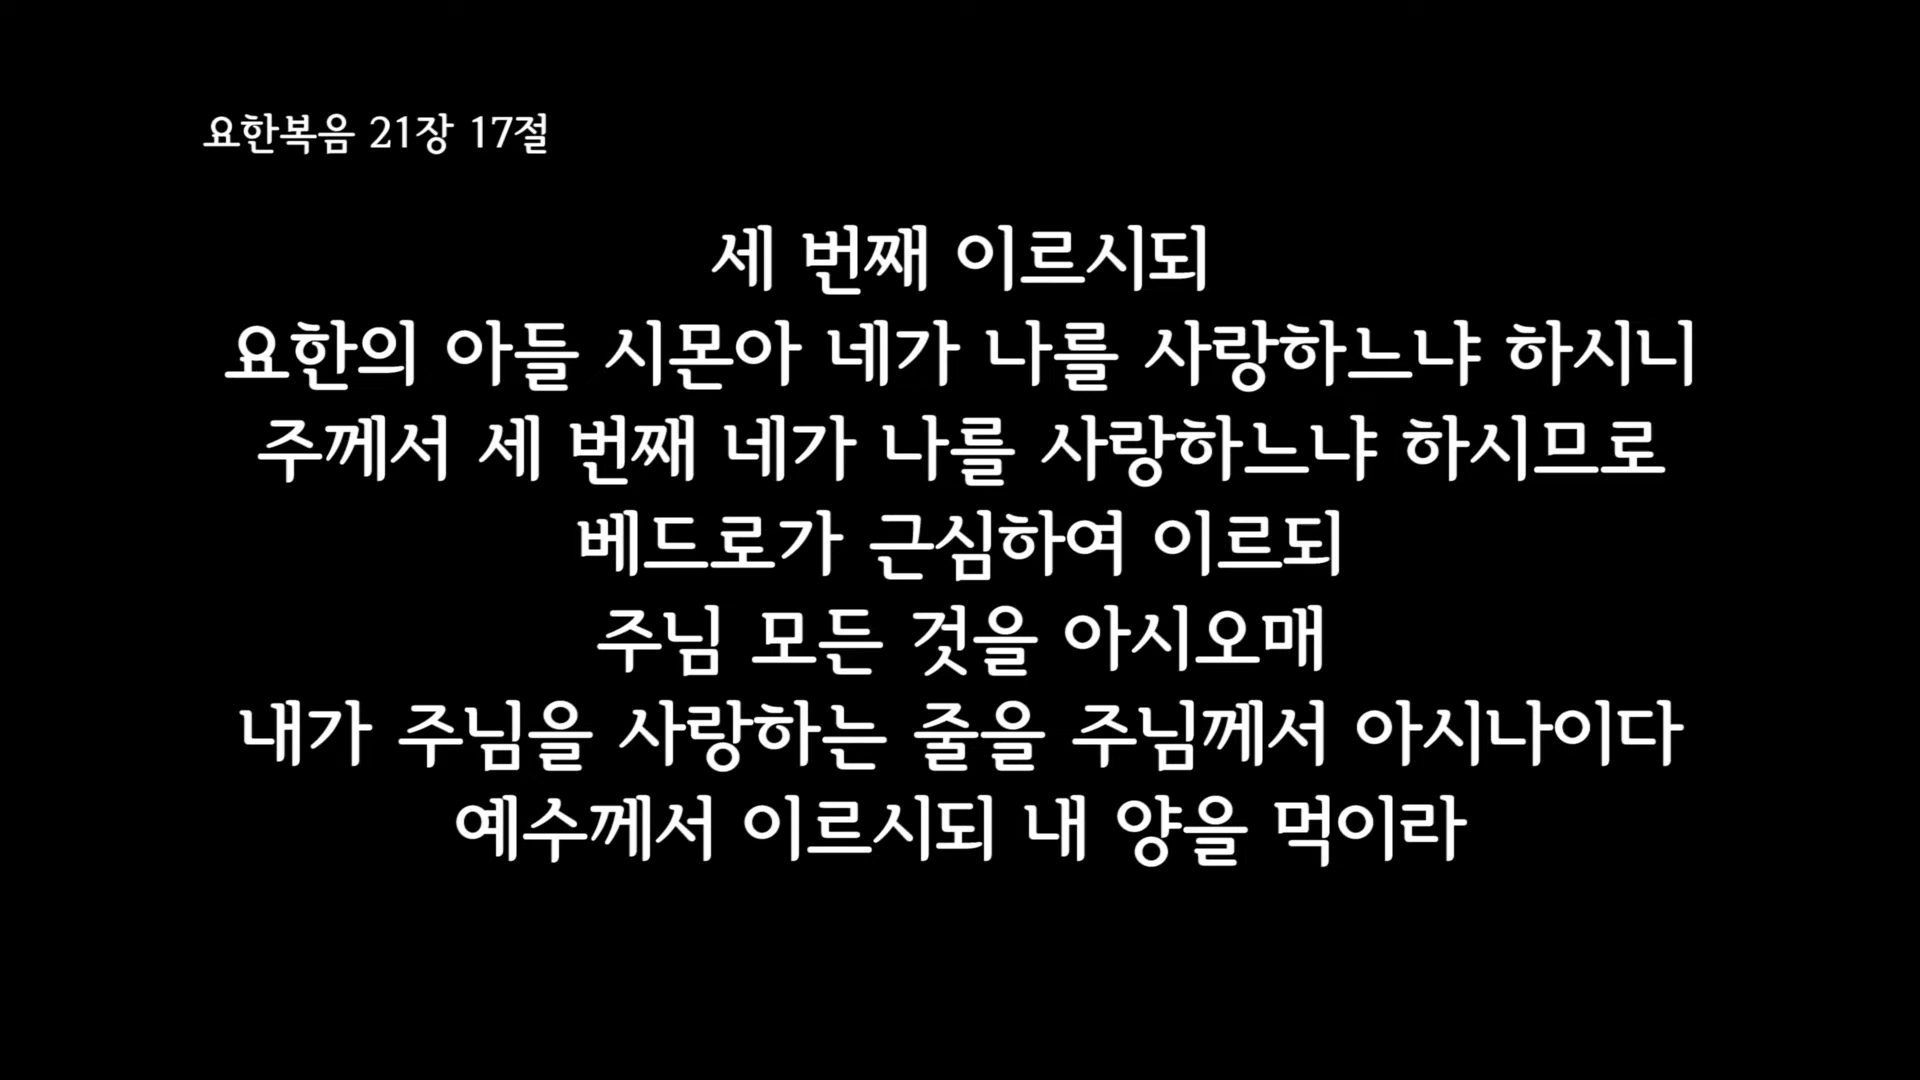 요한복음 21장 17절
세 번째 이르시되
요한의 아들 시몬아 네가 나를 사랑하느냐 하시니
주께서 세 번째 네가 나를 사랑하느냐 하시므로
베드로가 근심하여 이르되
주님 모든 것을 아시오매
내가 주님을 사랑하는 줄을 주님께서 아시나이다
예수께서 이르시되 내 양을 먹이라